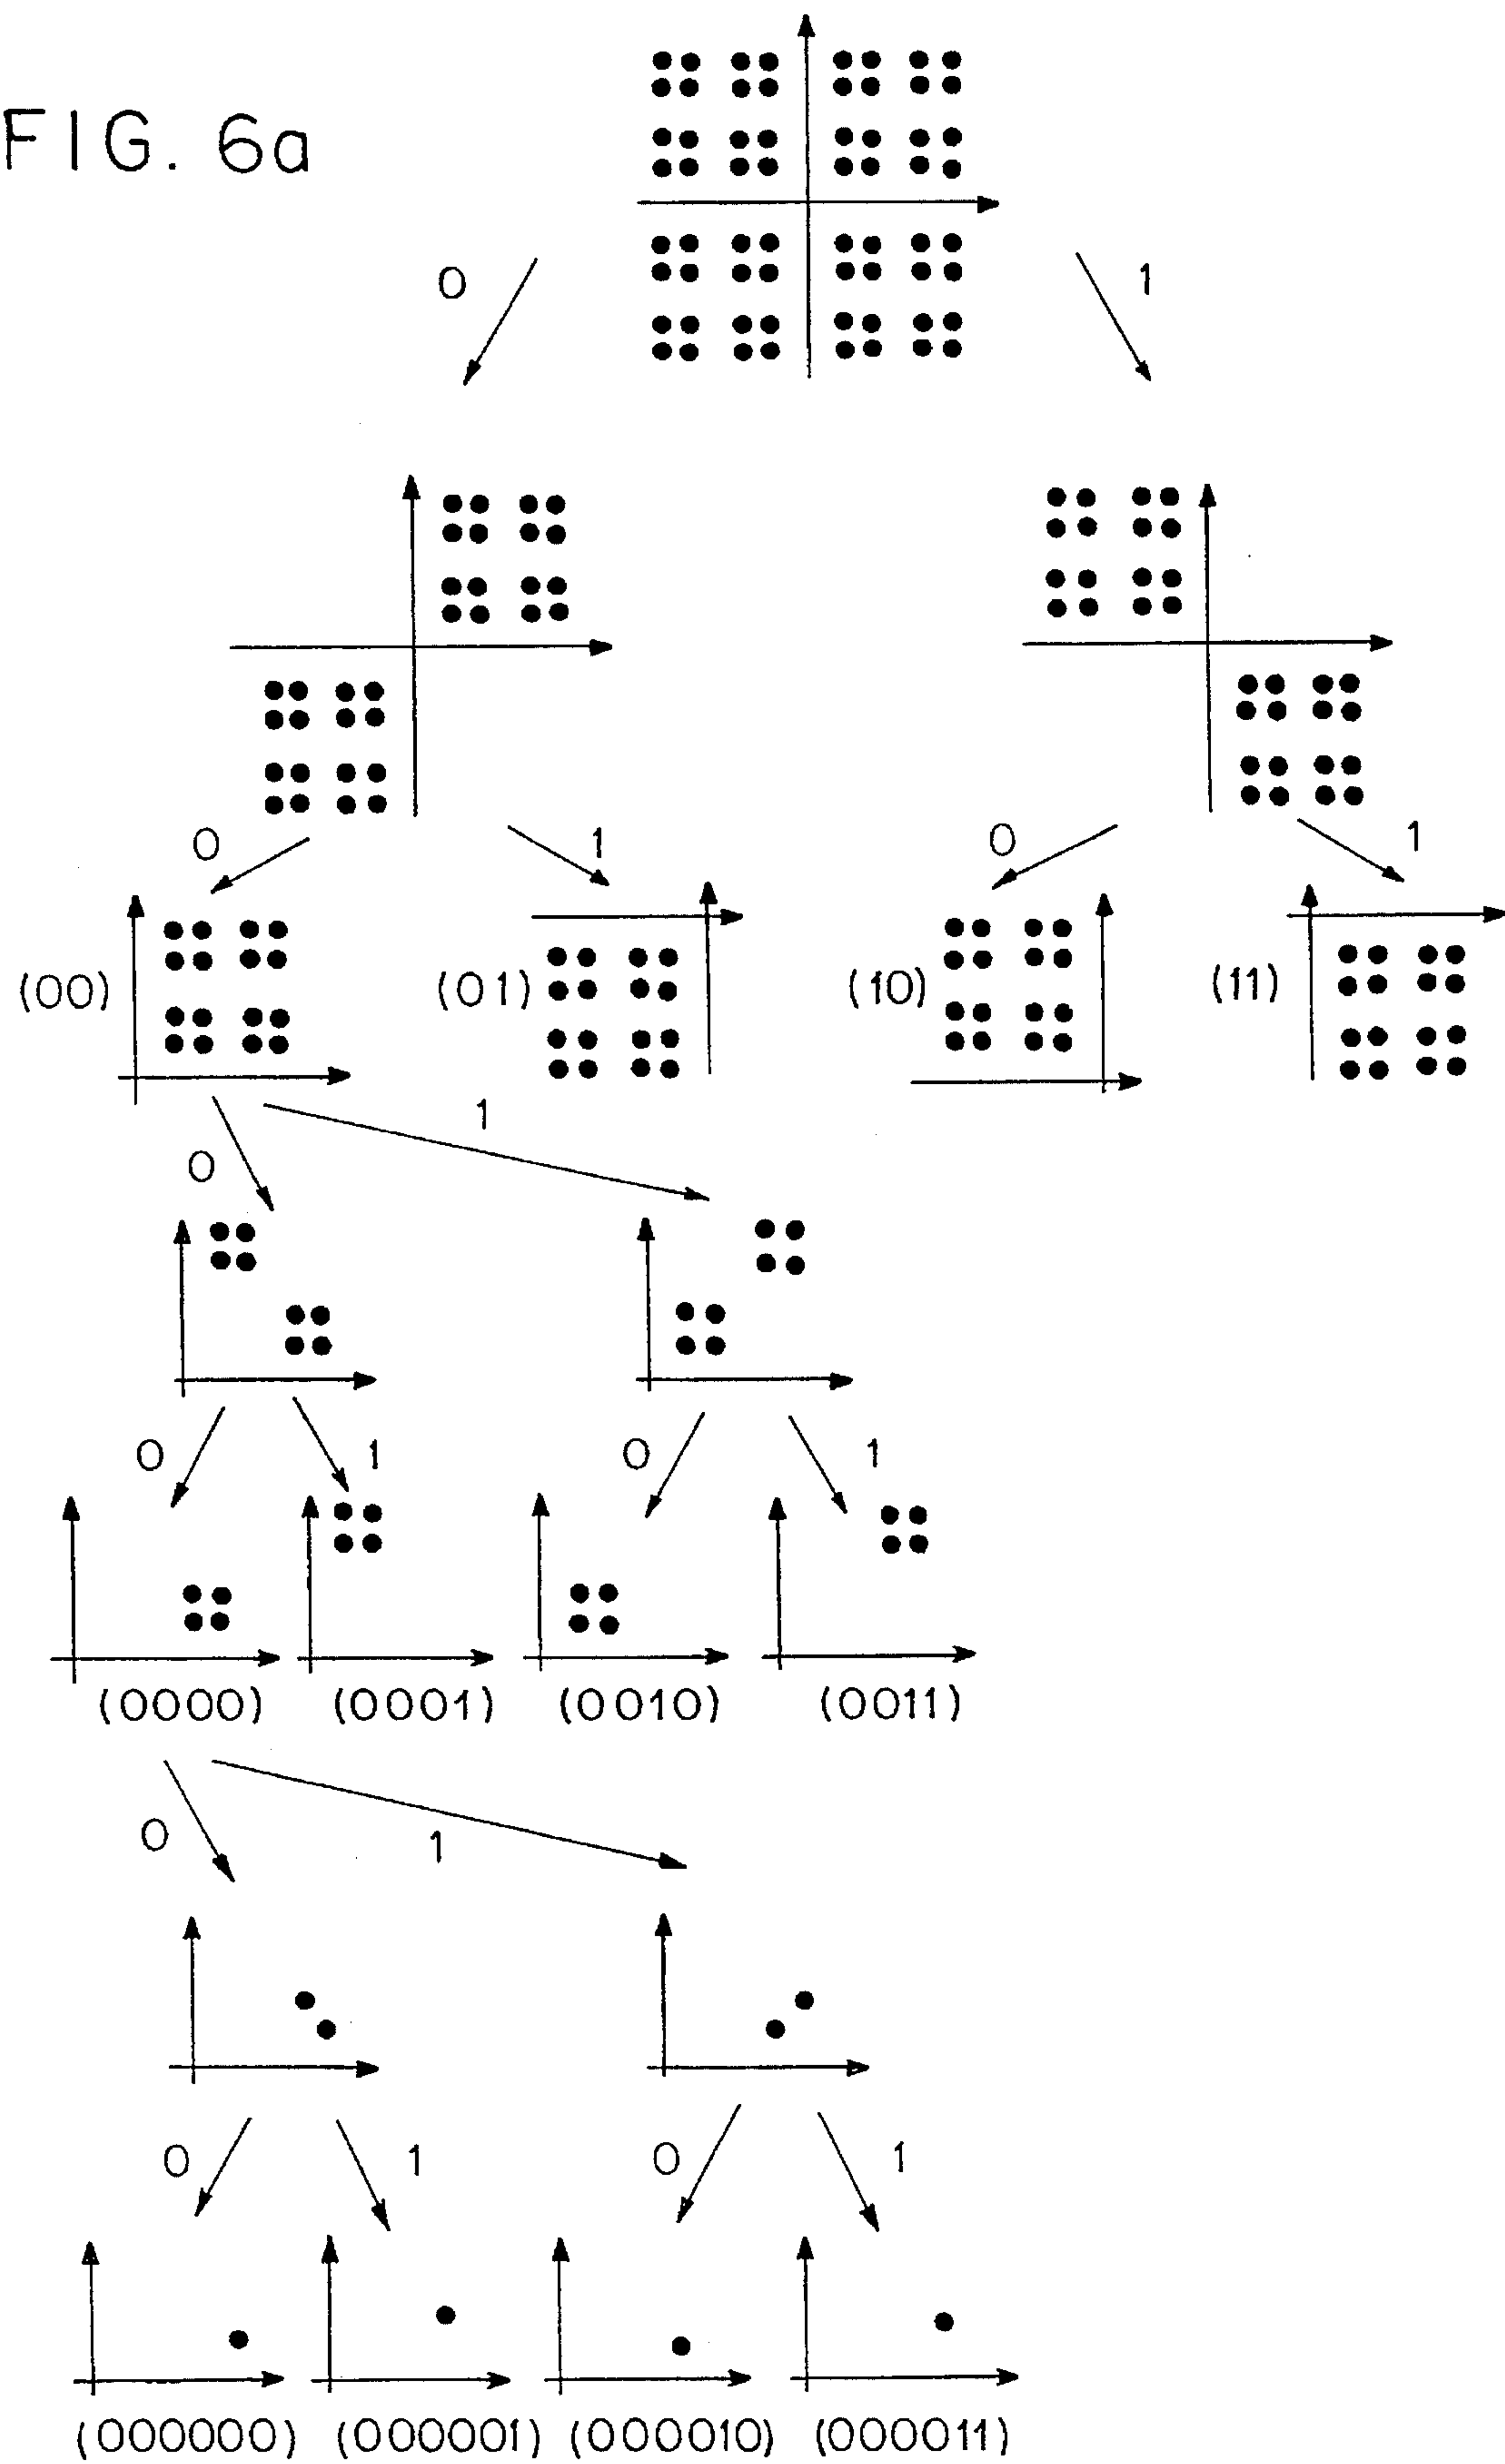 FIG. 6a
0 1
0 1 0 1
(00) (01) (10) (11)
1
0
0 1 0 1
(0000) (0001) (0010) (0011)
0 1
0 1 0 1
(000000) (000001) (000010) (000011)